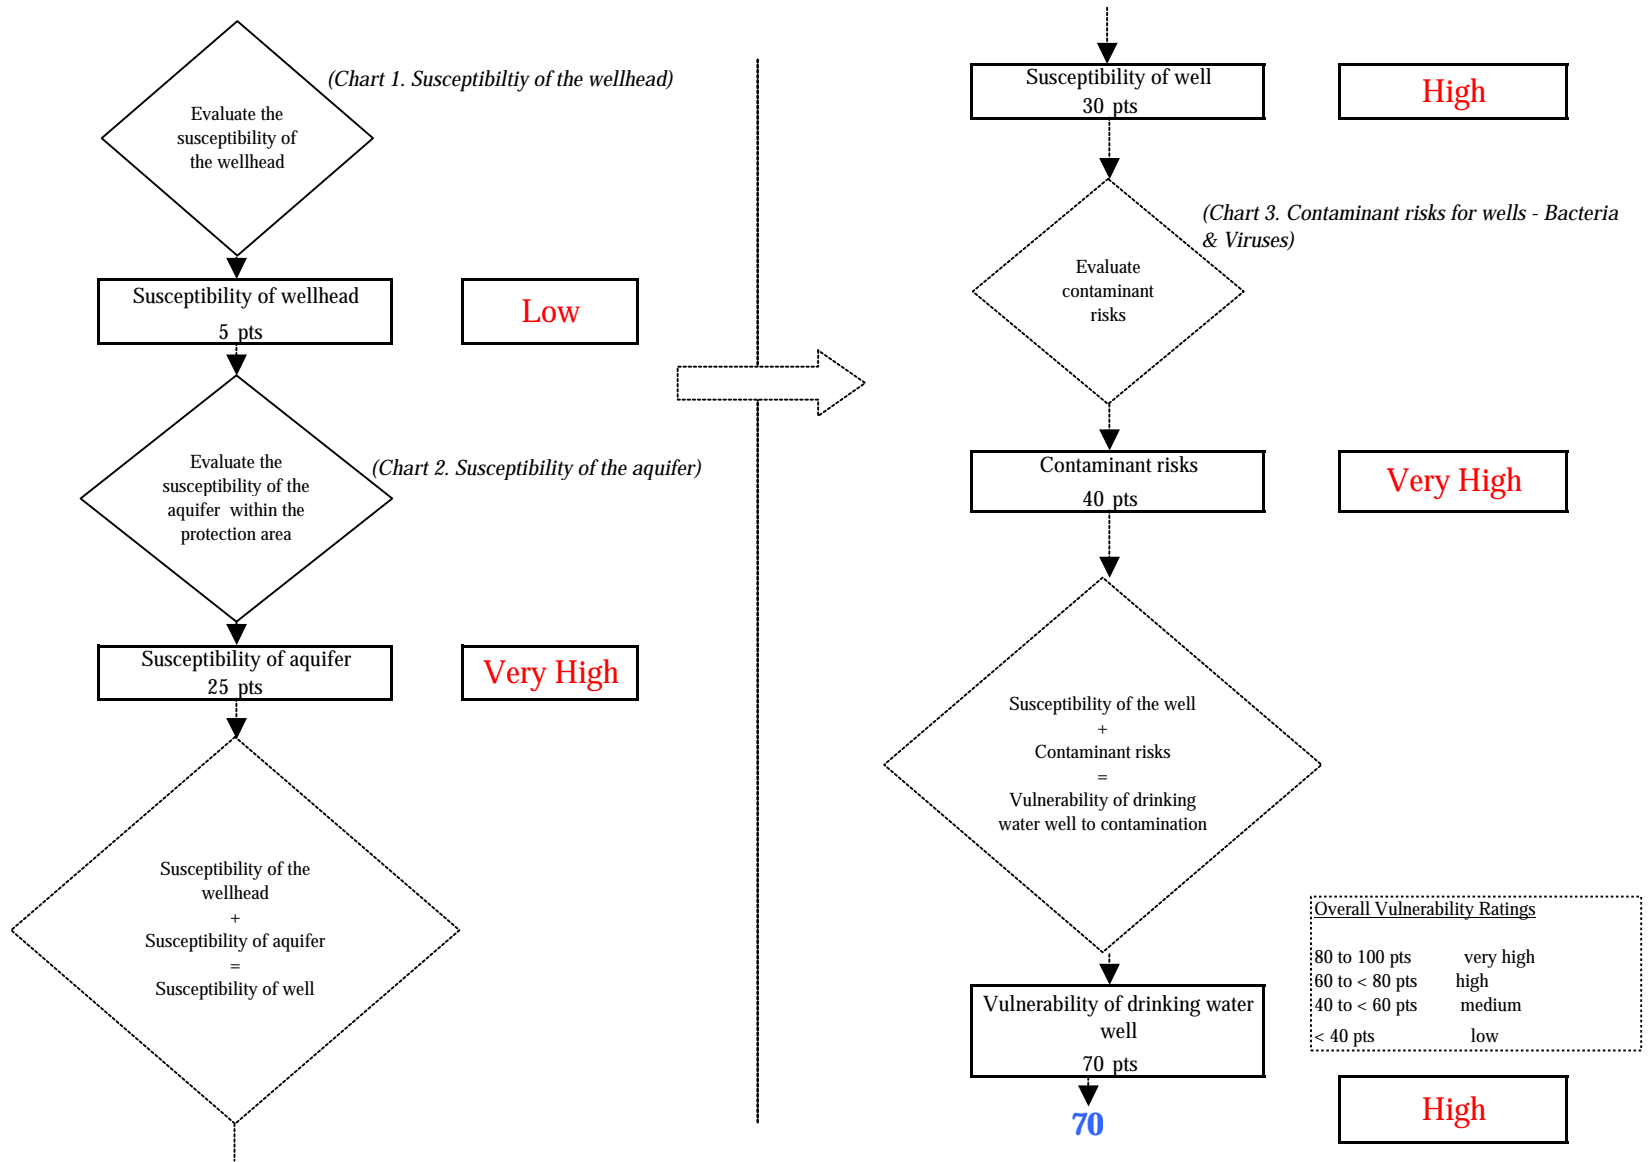 (Chart 1. Susceptibiltiy of the wellhead)
Evaluate the
susceptibility of
the wellhead
Susceptibility of wellhead
5 pts
Low
Evaluate the
susceptibility of the
aquifer within the
protection area
(Chart 2. Susceptibility of the aquifer)
Susceptibility of aquifer
25 pts
Very High
Susceptibility of the
wellhead
+
Susceptibility of aquifer
=
Susceptibility of well
Susceptibility of well
30 pts
High
(Chart 3. Contaminant risks for wells - Bacteria
& Viruses)
Evaluate
contaminant
risks
Contaminant risks
40 pts
Very High
Susceptibility of the well
+
Contaminant risks
=
Vulnerability of drinking
water well to contamination
Overall Vulnerability Ratings
80 to 100 pts very high
60 to < 80 pts high
40 to < 60 pts medium
< 40 pts low
Vulnerability of drinking water
well
70 pts
70
High